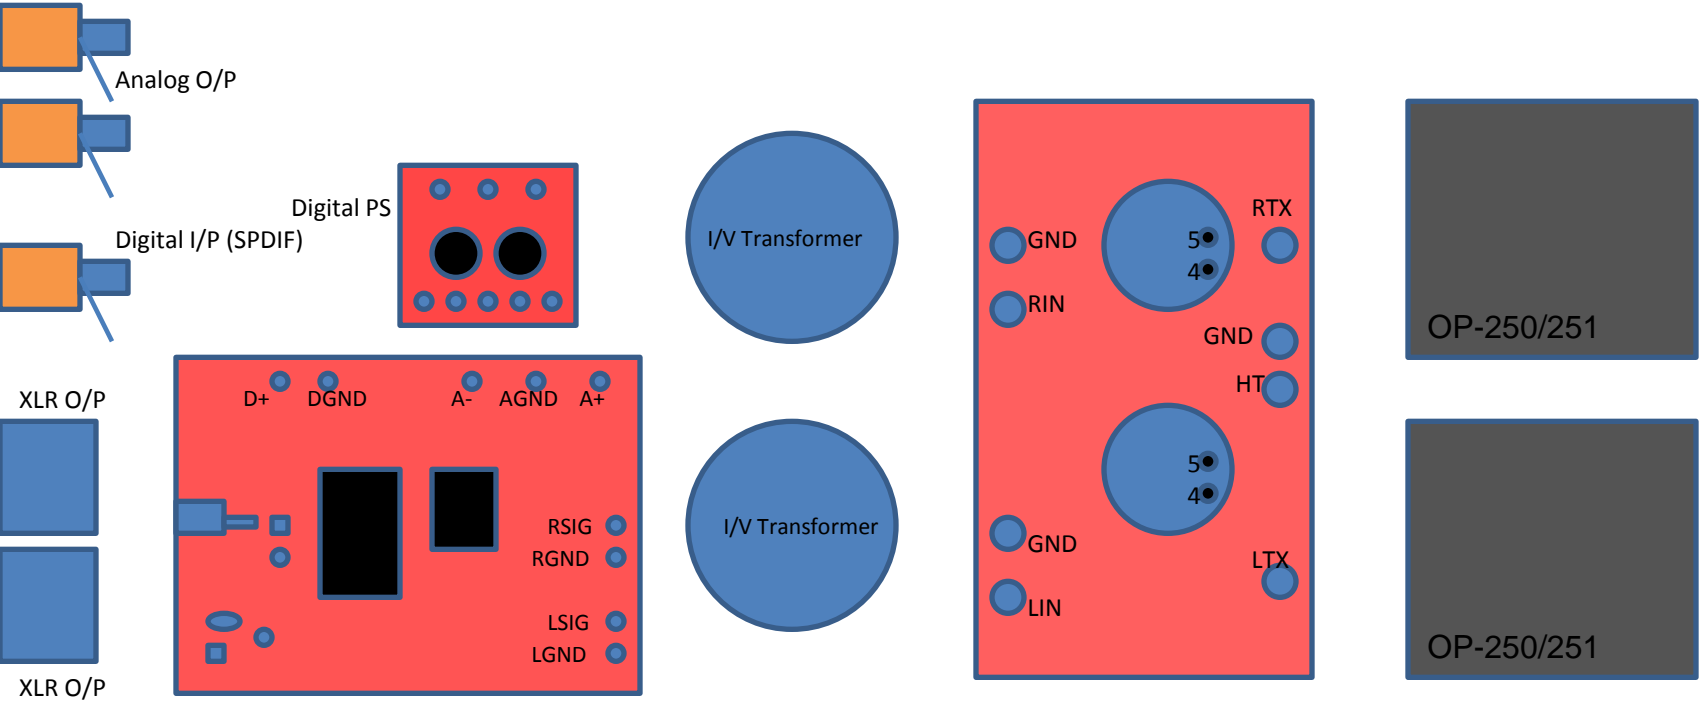 Analog O/P
Digital PS
Digital I/P (SPDIF)
XLR O/P
XLR O/P
D+ DGND A- AGND A+
RSIG
RGND
LSIG
LGND
I/V Transformer
I/V Transformer
RTX
GND 5
4
RIN
GND
HT
5
4
GND
LTX
LIN
OP-250/251
OP-250/251